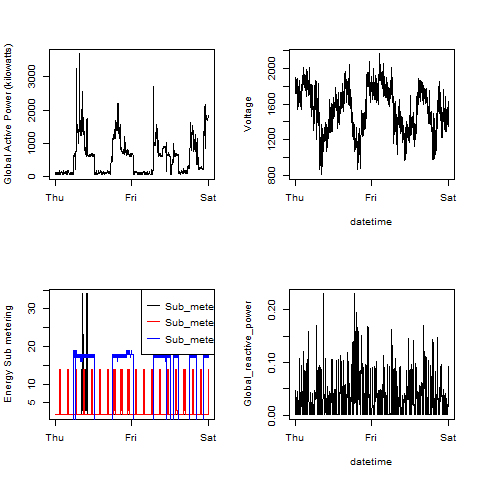 Global Active Power (kilowatts)
0
1000
2000
3000
Thu
Fri
Sat
Voltage
800
1200
1600
2000
Thu
Fri
Sat
datetime
Energy Sub metering
5
10
20
30
Thu
Fri
Sat
Sub_mete
Sub_mete
Sub_mete
Global_reactive_power
0.00
0.10
0.20
Thu
Fri
Sat
datetime